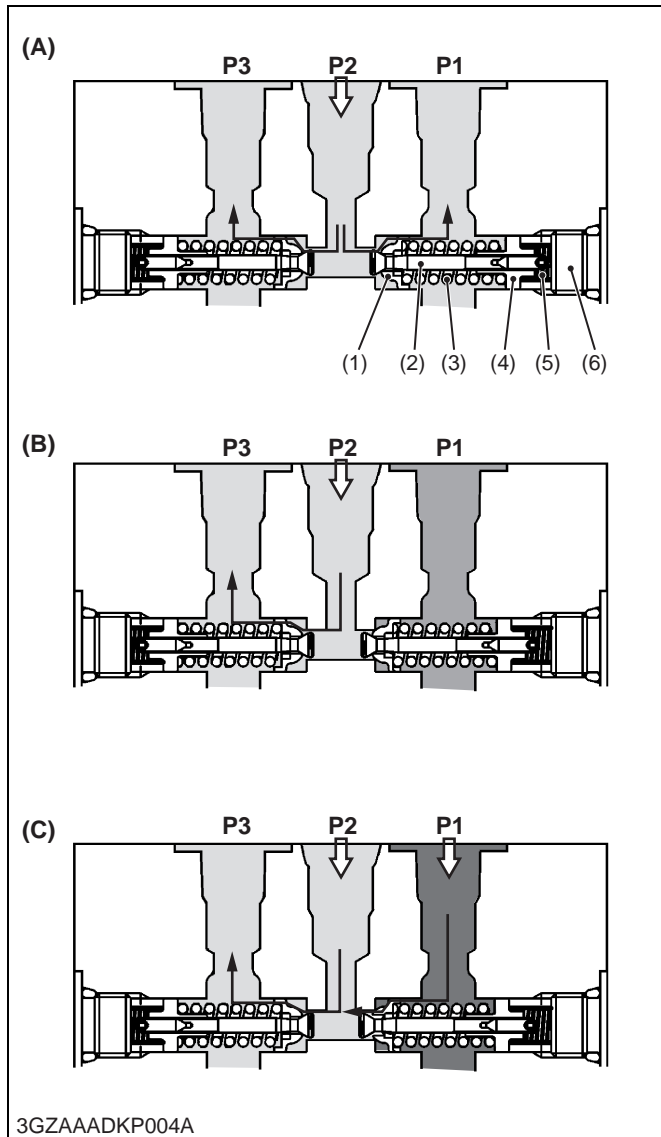 (A)
P3 P2 P1
(1) (2) (3) (4) (5) (6)
(B)
P3 P2 P1
(C)
P3 P2 P1
3GZAAADKP004A